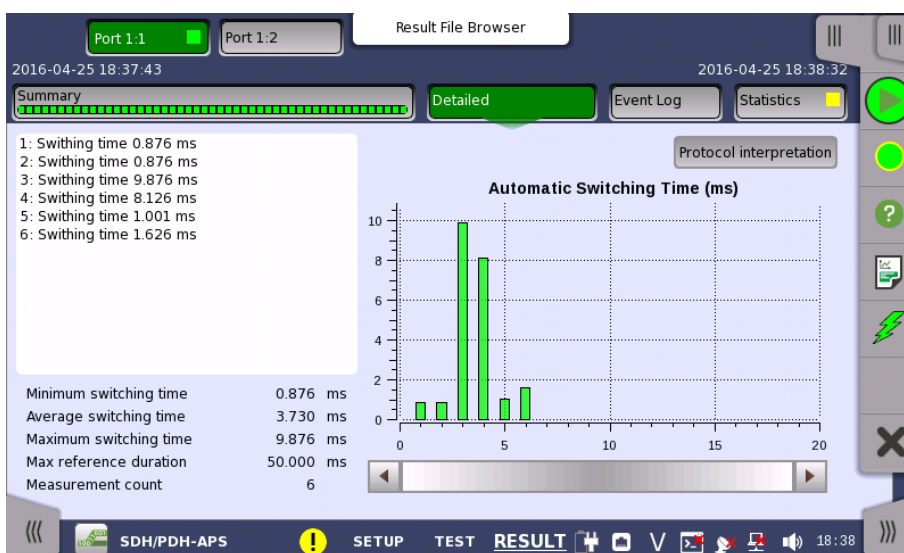 Result File Browser
Port 1:1
Port 1:2
2016-04-25 18:37:43
2016-04-25 18:38:32
Summary
Detailed
Event Log
Statistics
1: Swithing time 0.876 ms
2: Swithing time 0.876 ms
3: Swithing time 9.876 ms
4: Swithing time 8.126 ms
5: Swithing time 1.001 ms
6: Swithing time 1.626 ms
Protocol interpretation
Automatic Switching Time (ms)
10
8
6
4
2
0
0 5 10 15 20
Minimum switching time 0.876 ms
Average switching time 3.730 ms
Maximum switching time 9.876 ms
Max reference duration 50.000 ms
Measurement count 6
SDH/PDH-APS
!
SETUP
TEST
RESULT
V
18:38